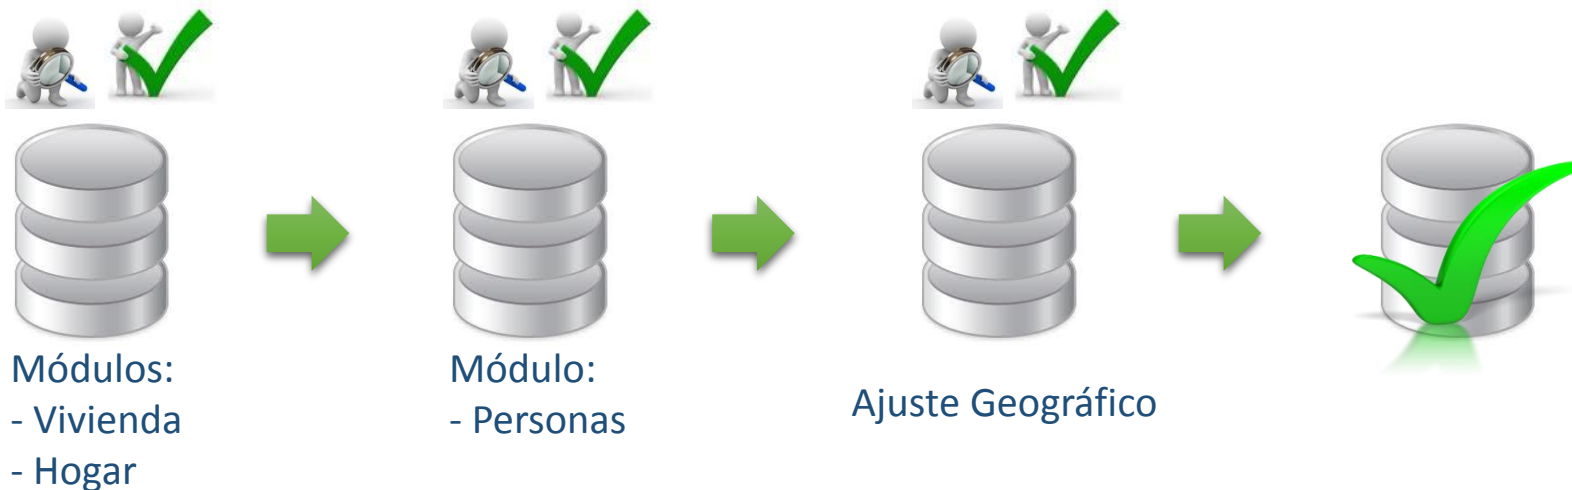 Módulos:
- Vivienda
- Hogar
Módulo:
- Personas
Ajuste Geográfico